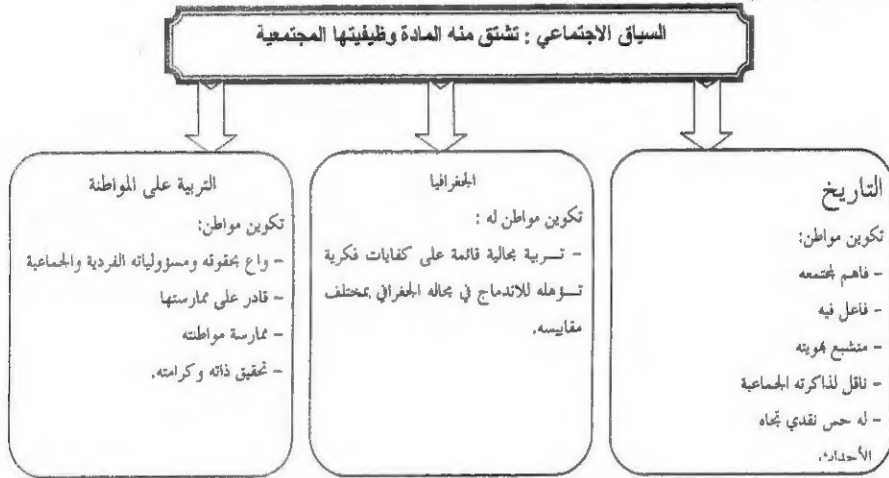 السياق الاجتماعي : تشتق منه المادة وظيفيتها المجتمعية
التاريخ
تكوين مواطن:
- فاهم لمجتمعه
- فاعل فيه
- متشبع بهويته
- ناقل لذاكرته الجماعية
- له حس نقدي تجاه
الأحداث.
الجغرافيا
تكوين مواطن له :
- تربية مجالية قائمة على كفايات فكرية
تؤهله للاندماج في مجاله الجغرافي بمختلف
مقاييسه.
التربية على المواطنة
تكوين مواطن:
- واع بحقوقه ومسؤولياته الفردية والجماعية
- قادر على ممارستها
- ممارسة مواطنته
- تحقيق ذاته وكرامته.